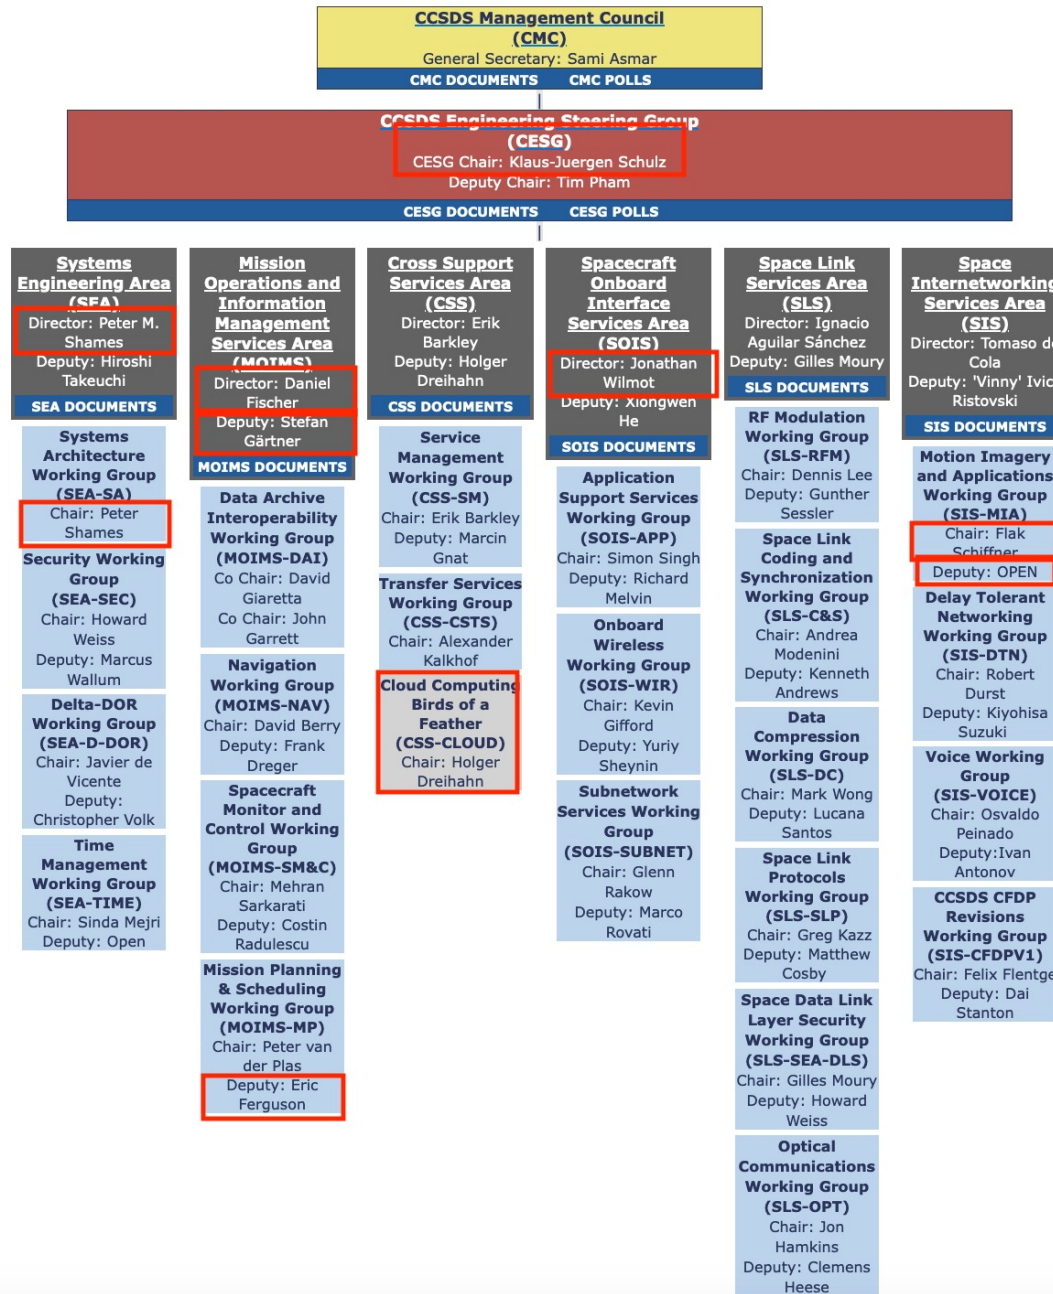 CCSDS Management Council
(CMC)
General Secretary: Sami Asmar
CMC DOCUMENTS CMC POLLS
CCSDS Engineering Steering Group
(CESG)
CESG Chair: Klaus-Juergen Schulz
Deputy Chair: Tim Pham
CESG DOCUMENTS CESG POLLS
Systems
Engineering Area
(SEA)
Director: Peter M.
Shames
Deputy: Hiroshi
Takeuchi
SEA DOCUMENTS
Systems
Architecture
Working Group
(SEA-SA)
Chair: Peter
Shames
Security Working
Group
(SEA-SEC)
Chair: Howard
Weiss
Deputy: Marcus
Wallum
Delta-DOR
Working Group
(SEA-D-DOR)
Chair: Javier de
Vicente
Deputy:
Christopher Volk
Time
Management
Working Group
(SEA-TIME)
Chair: Sinda Mejri
Deputy: Open
Mission
Operations and
Information
Management
Services Area
(MOIMS)
Director: Daniel
Fischer
Deputy: Stefan
Gärtner
MOIMS DOCUMENTS
Data Archive
Interoperability
Working Group
(MOIMS-DAI)
Co Chair: David
Giaretta
Co Chair: John
Garrett
Navigation
Working Group
(MOIMS-NAV)
Chair: David Berry
Deputy: Frank
Dreger
Spacecraft
Monitor and
Control Working
Group
(MOIMS-SM&C)
Chair: Mehran
Sarkarati
Deputy: Costin
Radulescu
Mission Planning
& Scheduling
Working Group
(MOIMS-MP)
Chair: Peter van
der Plas
Deputy: Eric
Ferguson
Cross Support
Services Area
(CSS)
Director: Erik
Barkley
Deputy: Holger
Dreihahn
CSS DOCUMENTS
Service
Management
Working Group
(CSS-SM)
Chair: Erik Barkley
Deputy: Marcin
Gnat
Transfer Services
Working Group
(CSS-CSTS)
Chair: Alexander
Kalkhof
Cloud Computing
Birds of a
Feather
(CSS-CLOUD)
Chair: Holger
Dreihahn
Spacecraft
Onboard
Interface
Services Area
(SOIS)
Director: Jonathan
Wilmot
Deputy: Xiongwen
He
SOIS DOCUMENTS
Application
Support Services
Working Group
(SOIS-APP)
Chair: Simon Singh
Deputy: Richard
Melvin
Onboard
Wireless
Working Group
(SOIS-WIR)
Chair: Kevin
Gifford
Deputy: Yuriy
Sheynin
Subnetwork
Services Working
Group
(SOIS-SUBNET)
Chair: Glenn
Rakow
Deputy: Marco
Rovati
Space Link
Services Area
(SLS)
Director: Ignacio
Aguilar Sánchez
Deputy: Gilles Moury
SLS DOCUMENTS
RF Modulation
Working Group
(SLS-RFM)
Chair: Dennis Lee
Deputy: Gunther
Sessler
Space Link
Coding and
Synchronization
Working Group
(SLS-C&S)
Chair: Andrea
Modenini
Deputy: Kenneth
Andrews
Data
Compression
Working Group
(SLS-DC)
Chair: Mark Wong
Deputy: Lucana
Santos
Space Link
Protocols
Working Group
(SLS-SLP)
Chair: Greg Kazz
Deputy: Matthew
Cosby
Space Data Link
Layer Security
Working Group
(SLS-SEA-DLS)
Chair: Gilles Moury
Deputy: Howard
Weiss
Optical
Communications
Working Group
(SLS-OPT)
Chair: Jon
Hamkins
Deputy: Clemens
Heese
Space
Internetworking
Services Area
(SIS)
Director: Tomaso de
Cola
Deputy: 'Vinny' Ivica
Ristovski
SIS DOCUMENTS
Motion Imagery
and Applications
Working Group
(SIS-MIA)
Chair: Flak
Schiffner
Deputy: OPEN
Delay Tolerant
Networking
Working Group
(SIS-DTN)
Chair: Robert
Durst
Deputy: Kiyohisa
Suzuki
Voice Working
Group
(SIS-VOICE)
Chair: Osvaldo
Peinado
Deputy:Ivan
Antonov
CCSDS CFDP
Revisions
Working Group
(SIS-CFDPV1)
Chair: Felix Flentge
Deputy: Dai
Stanton